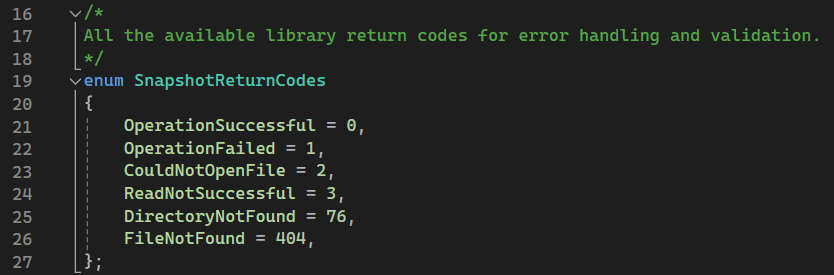 16 /*
17 All the available library return codes for error handling and validation.
18 */
19 enum SnapshotReturnCodes
20 {
21     OperationSuccessful = 0,
22     OperationFailed = 1,
23     CouldNotOpenFile = 2,
24     ReadNotSuccessful = 3,
25     DirectoryNotFound = 76,
26     FileNotFound = 404,
27 };